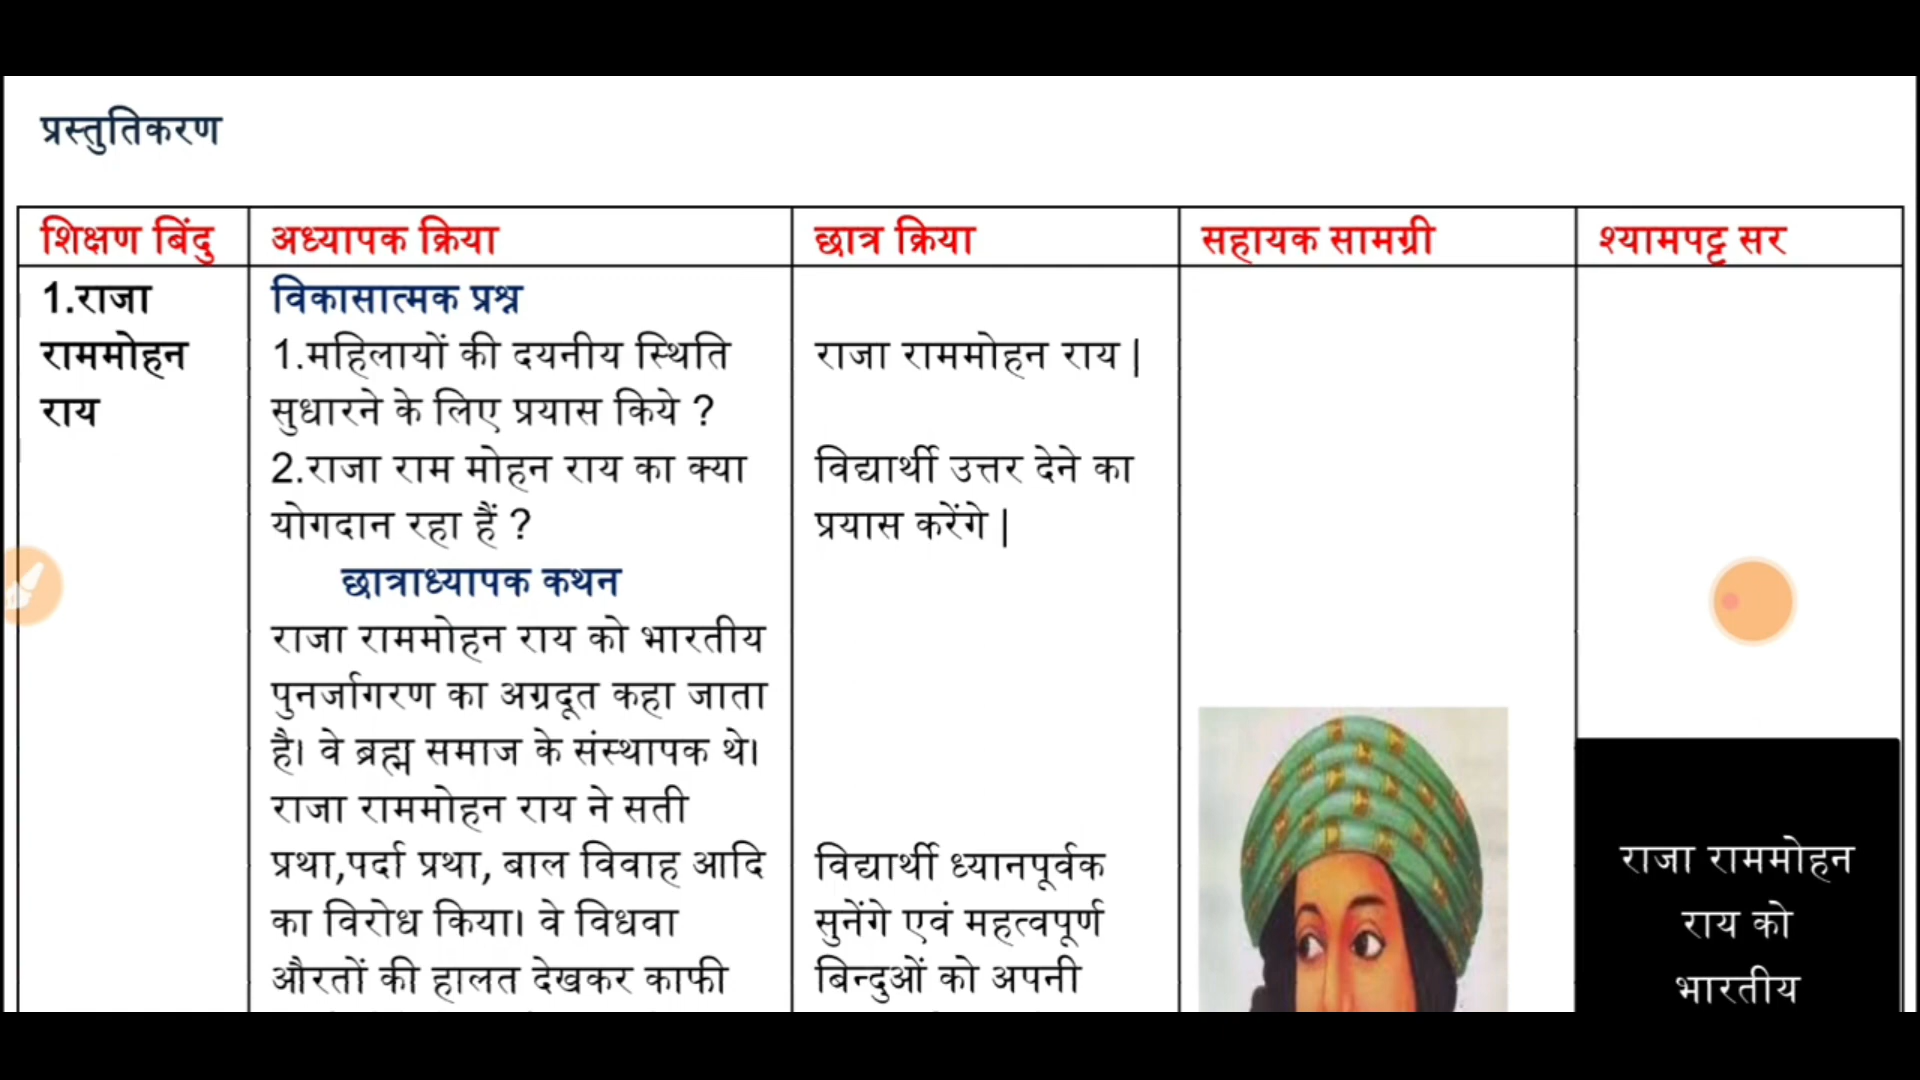 प्रस्तुतिकरण
शिक्षण बिंदु
अध्यापक क्रिया
छात्र क्रिया
सहायक सामग्री
श्यामपट्ट सर
1.राजा
राममोहन
राय
विकासात्मक प्रश्न
1.महिलायों की दयनीय स्थिति
सुधारने के लिए प्रयास किये ?
2.राजा राम मोहन राय का क्या
योगदान रहा हैं ?
छात्राध्यापक कथन
राजा राममोहन राय को भारतीय
पुनर्जागरण का अग्रदूत कहा जाता
है। वे ब्रह्म समाज के संस्थापक थे।
राजा राममोहन राय ने सती
प्रथा,पर्दा प्रथा, बाल विवाह आदि
का विरोध किया। वे विधवा
औरतों की हालत देखकर काफी
राजा राममोहन राय |
विद्यार्थी उत्तर देने का
प्रयास करेंगे |
विद्यार्थी ध्यानपूर्वक
सुनेंगे एवं महत्वपूर्ण
बिन्दुओं को अपनी
राजा राममोहन
राय को
भारतीय